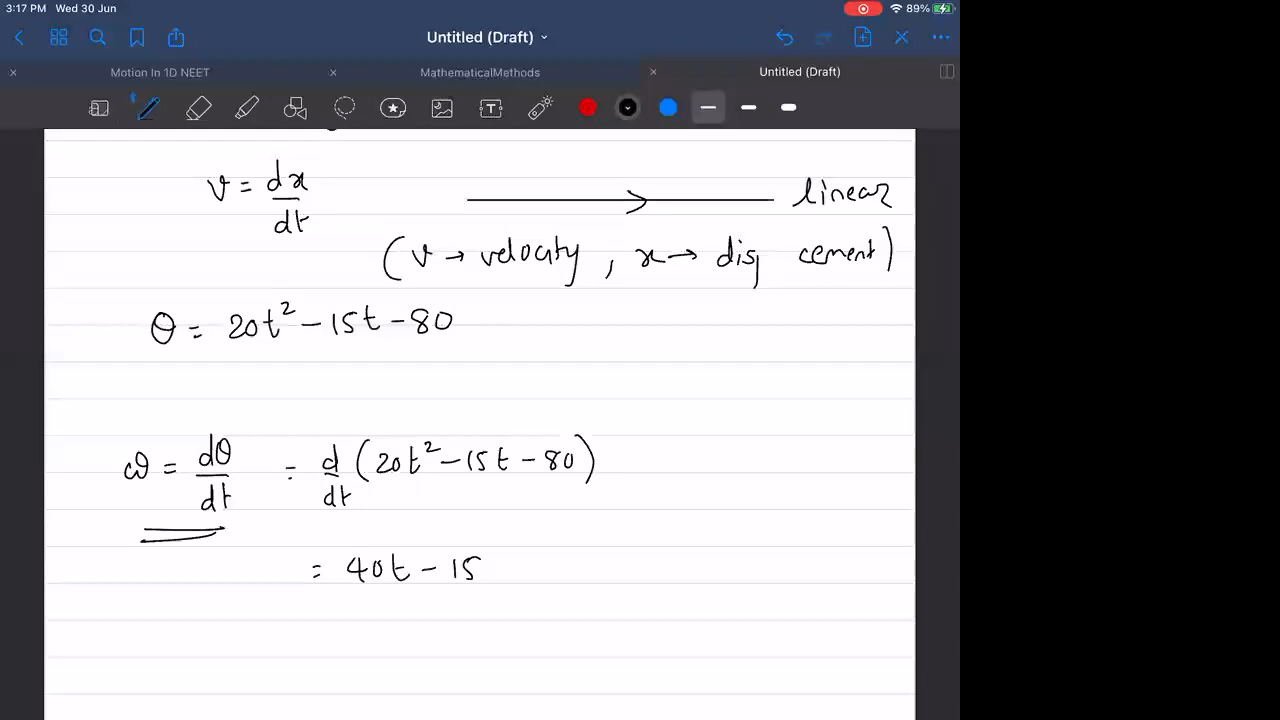 3:17 PM Wed 30 Jun 89%
Untitled (Draft)
Motion In 1D NEET MathematicalMethods Untitled (Draft)
v = dx/dt linear
(v → velocity, x → disp cement)
θ = 20t² - 15t - 80
ω = dθ/dt = d/dt (20t² - 15t - 80)
= 40t - 15